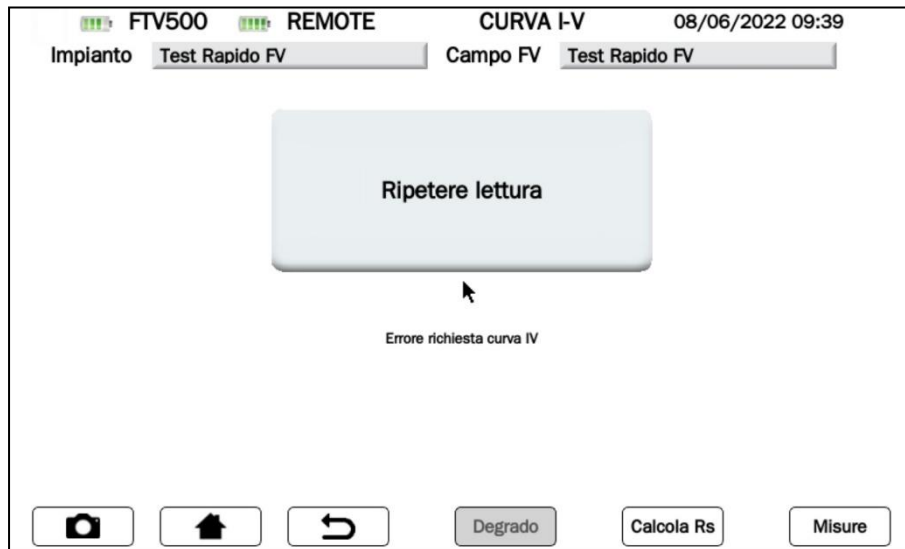 FTV500 REMOTE CURVA I-V 08/06/2022 09:39
Impianto Test Rapido FV Campo FV Test Rapido FV
Ripetere lettura
Errore richiesta curva IV
Degrado Calcola Rs Misure